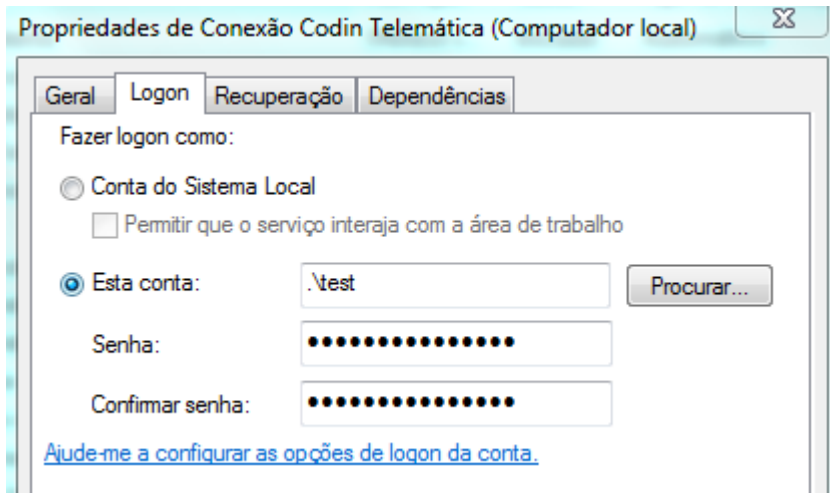 Propriedades de Conexão Codin Telemática (Computador local)
Geral Logon Recuperação Dependências
Fazer logon como:
Conta do Sistema Local
Permitir que o serviço interaja com a área de trabalho
Esta conta: .\test Procurar...
Senha: •••••••••••••••
Confirmar senha: •••••••••••••••
Ajude-me a configurar as opções de logon da conta.